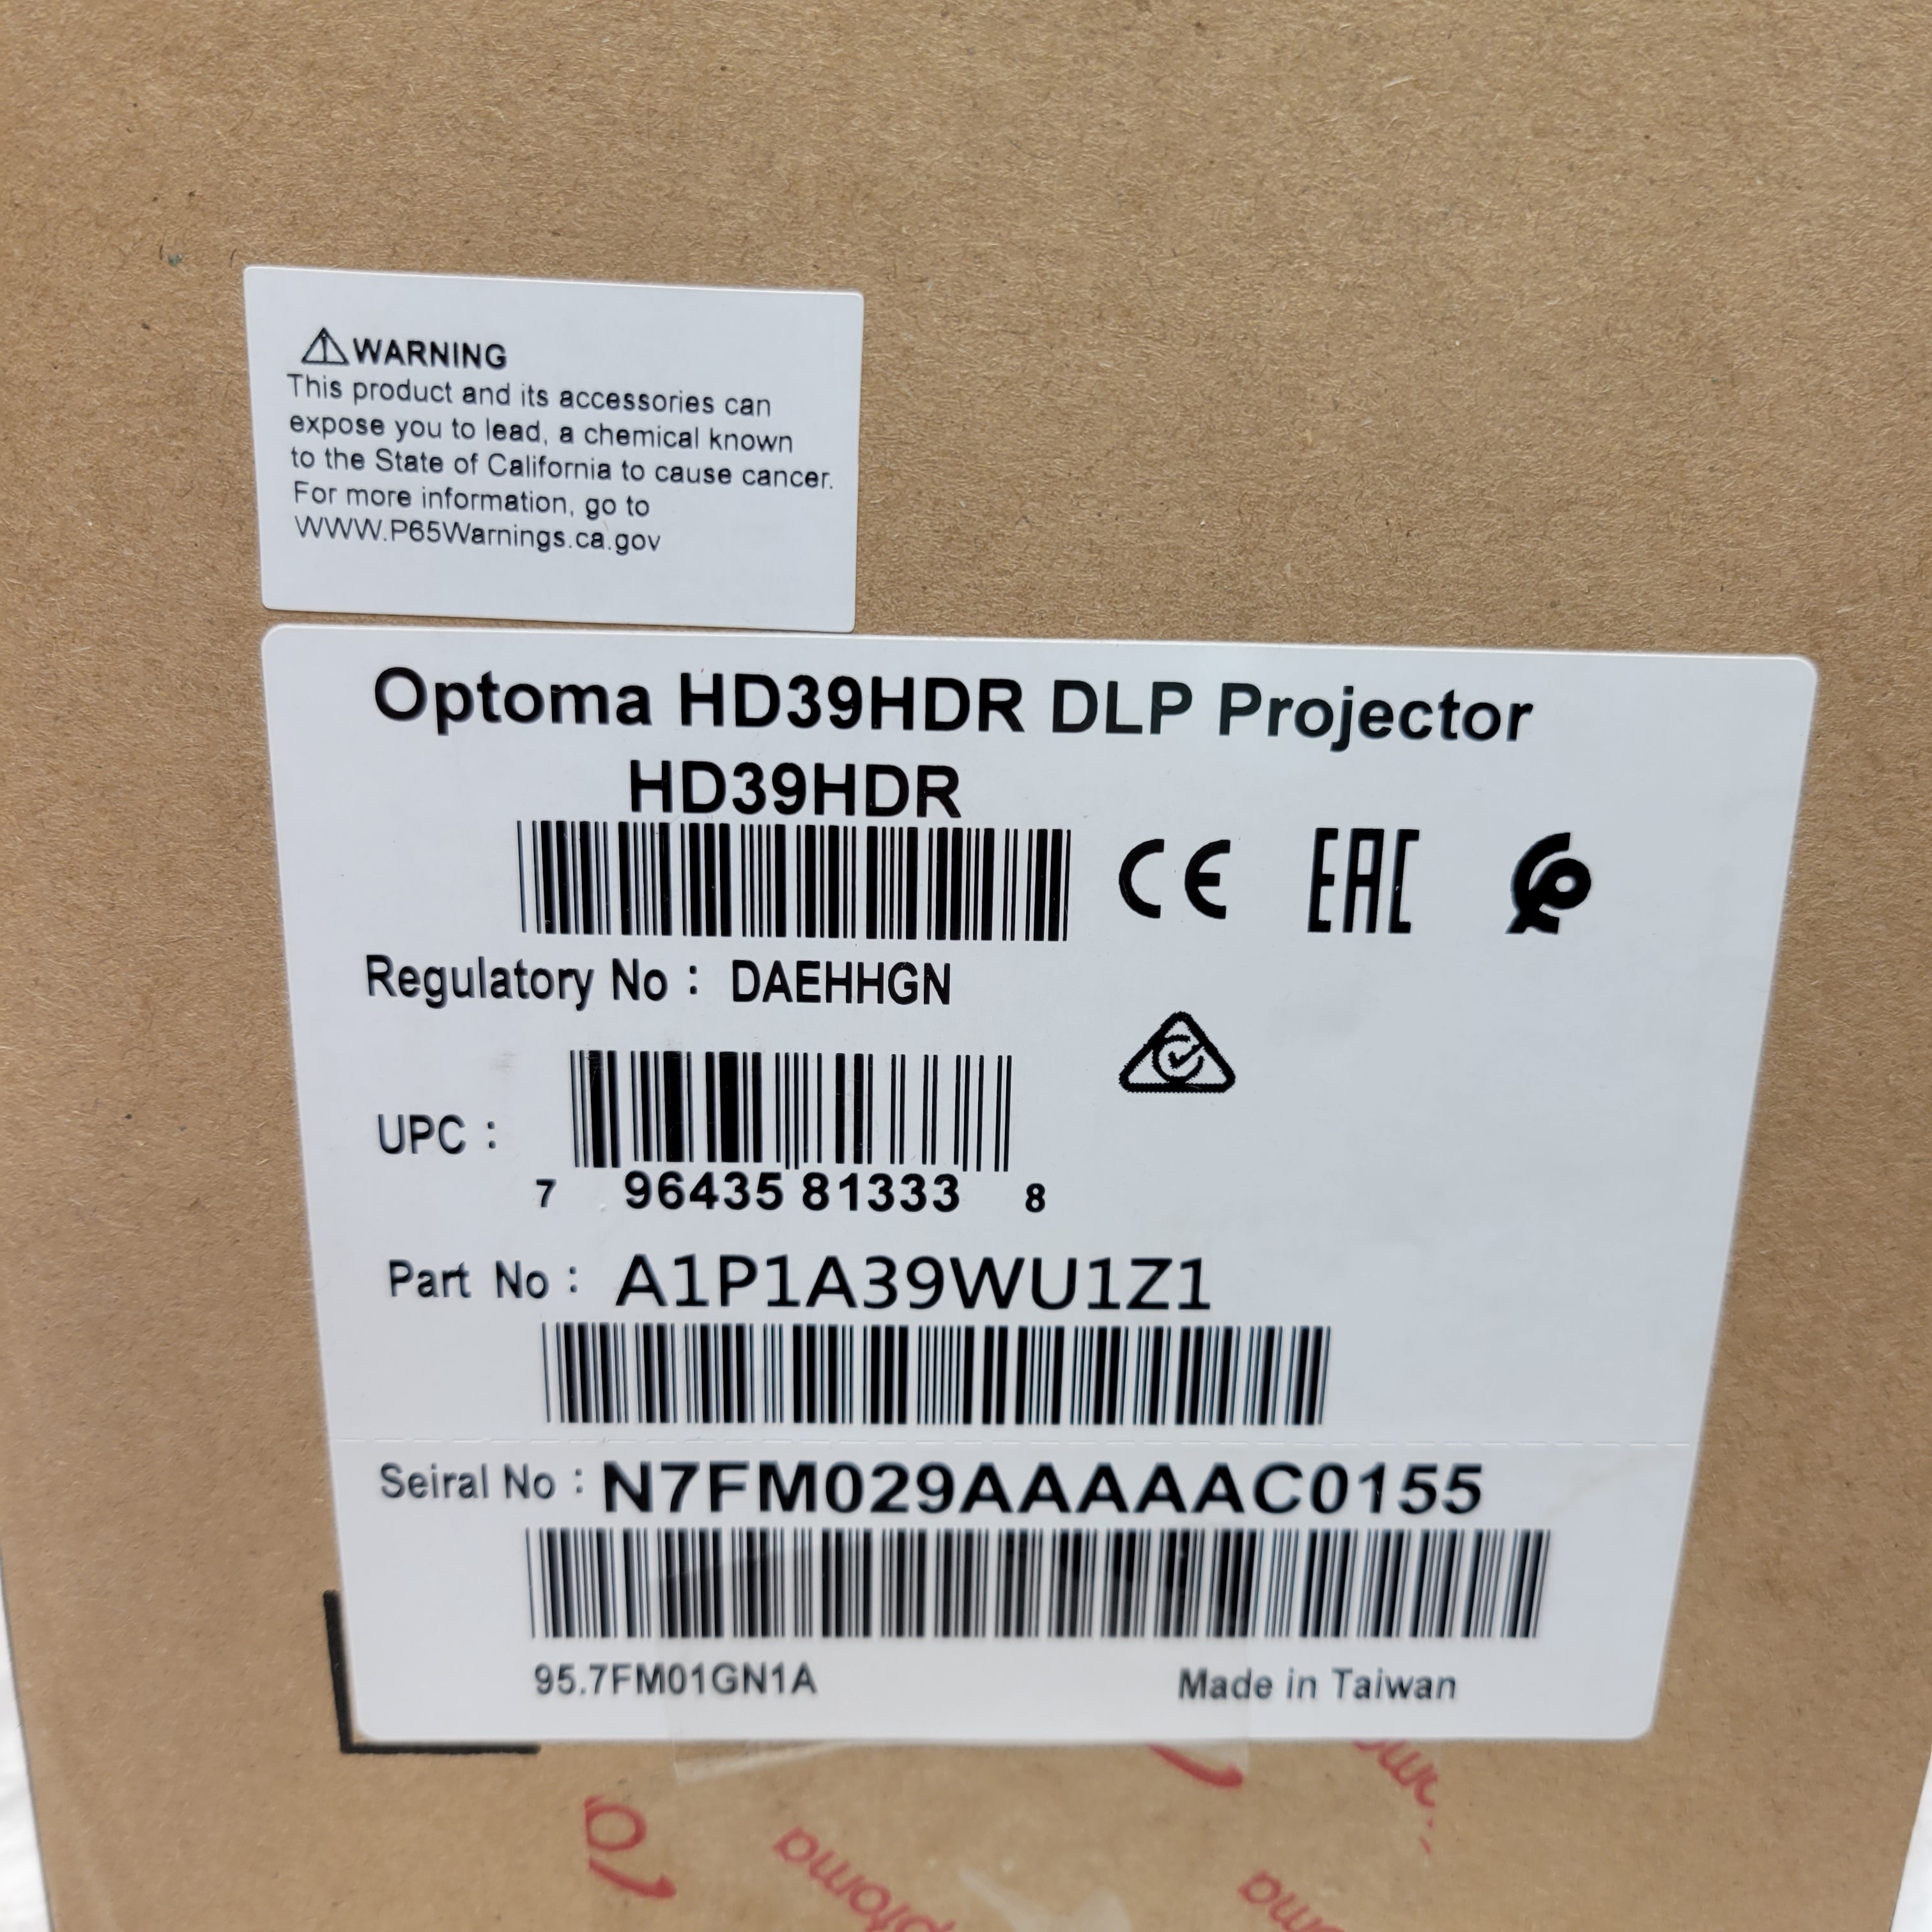 WARNING
This product and its accessories can
expose you to lead, a chemical known
to the State of California to cause cancer.
For more information, go to
WWW.P65Warnings.ca.gov
Optoma HD39HDR DLP Projector
HD39HDR
CE EAC
Regulatory No : DAEHHGN
UPC :
7 96435 81333 8
Part No : A1P1A39WU1Z1
Seiral No : N7FM029AAAAAC0155
95.7FM01GN1A Made in Taiwan